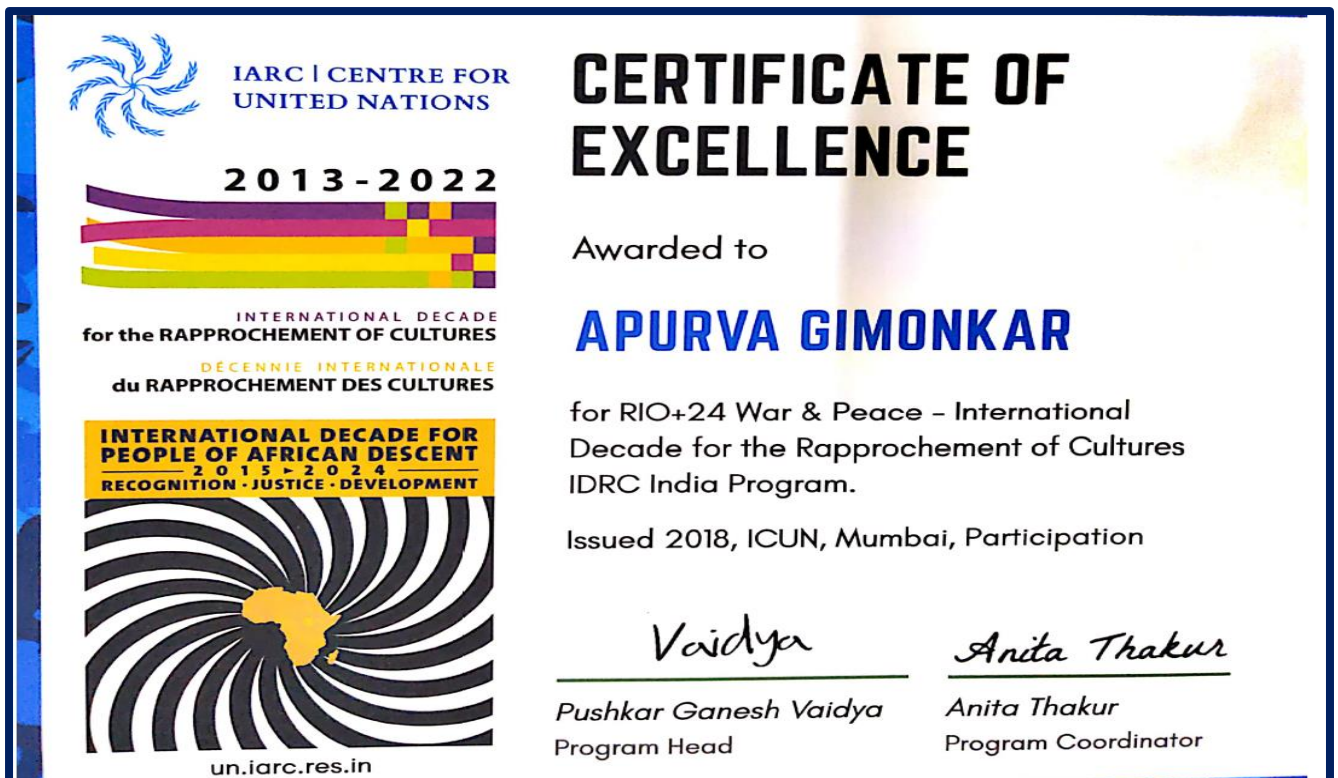 IARC | CENTRE FOR
UNITED NATIONS
2013-2022
INTERNATIONAL DECADE
for the RAPPROCHEMENT OF CULTURES
DÉCENNIE INTERNATIONALE
du RAPPROCHEMENT DES CULTURES
INTERNATIONAL DECADE FOR
PEOPLE OF AFRICAN DESCENT
2015 ► 2024
RECOGNITION · JUSTICE · DEVELOPMENT
un.iarc.res.in
CERTIFICATE OF
EXCELLENCE
Awarded to
APURVA GIMONKAR
for RIO+24 War & Peace – International
Decade for the Rapprochement of Cultures
IDRC India Program.
Issued 2018, ICUN, Mumbai, Participation
Vaidya
Pushkar Ganesh Vaidya
Program Head
Anita Thakur
Anita Thakur
Program Coordinator